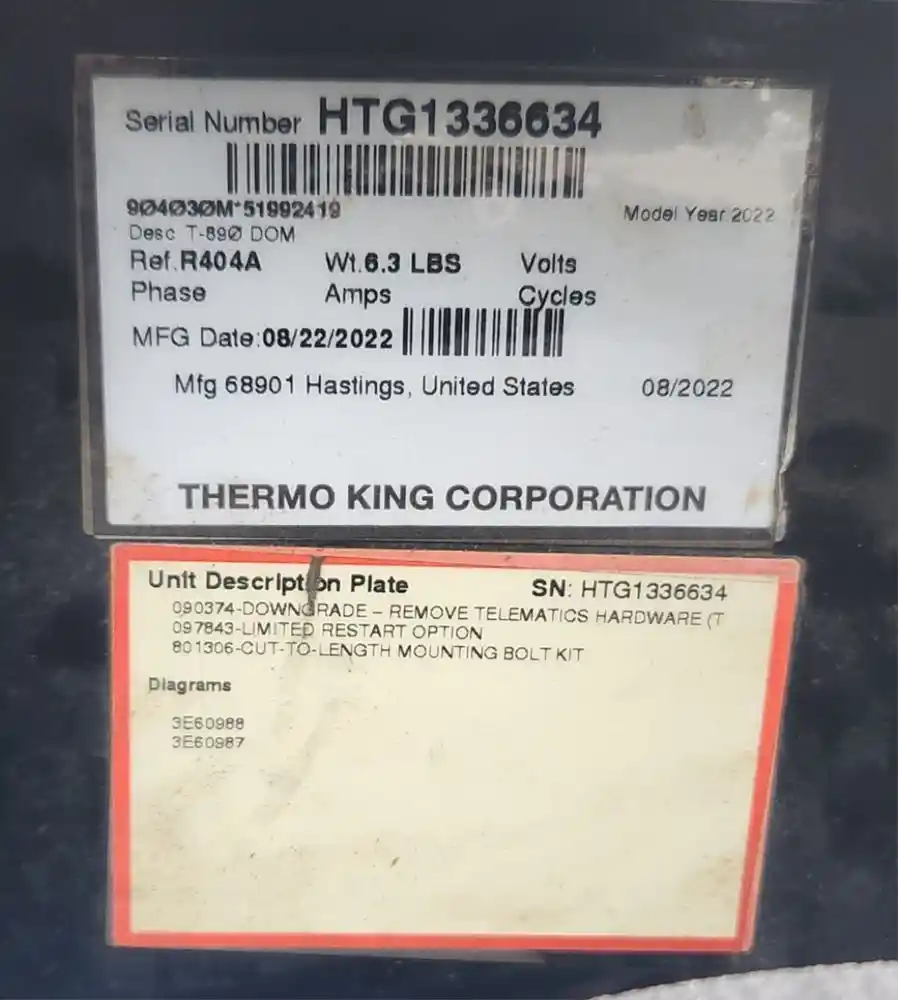 Serial Number HTG1336634
9Ø4Ø3ØM*51992419
Model Year 2022
Desc T-89Ø DOM
Ref.R404A Wt.6.3 LBS Volts
Phase Amps Cycles
MFG Date:08/22/2022
Mfg 68901 Hastings, United States 08/2022
THERMO KING CORPORATION
Unit Description Plate SN: HTG1336634
090374-DOWNGRADE – REMOVE TELEMATICS HARDWARE (T
097843-LIMITED RESTART OPTION
801306-CUT-TO-LENGTH MOUNTING BOLT KIT
Diagrams
3E60988
3E60987